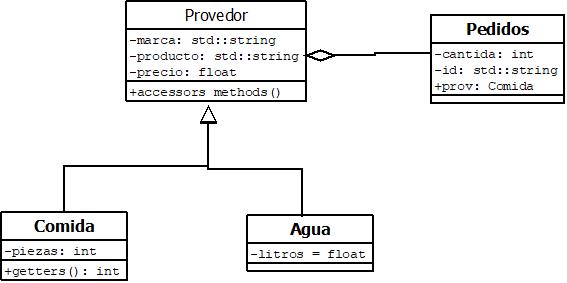 Provedor
-marca: std::string
-producto: std::string
-precio: float
+accessors methods()
Pedidos
-cantida: int
-id: std::string
+prov: Comida
Comida
-piezas: int
+getters(): int
Agua
-litros = float